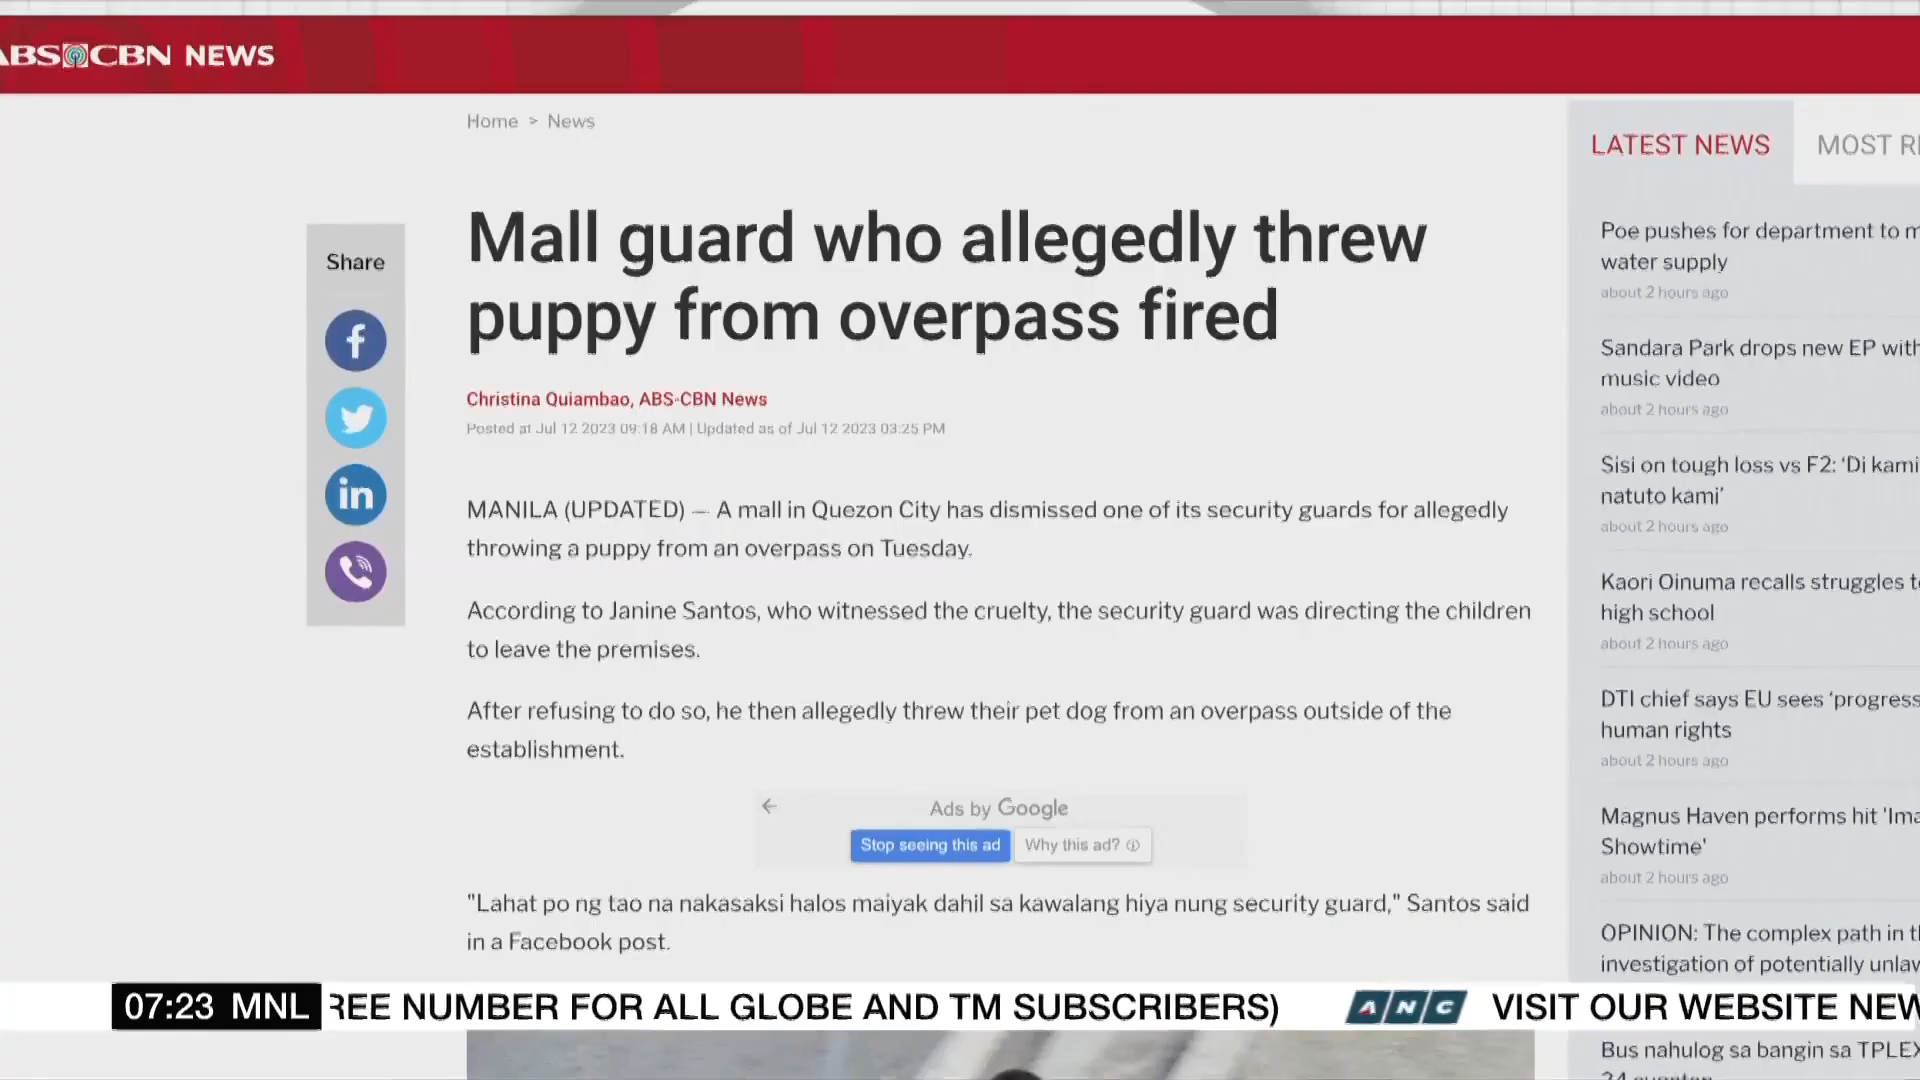 ABS CBN NEWS
Home > News
LATEST NEWS
MOST
Share
Mall guard who allegedly threw
puppy from overpass fired
Christina Quiambao, ABS-CBN News
Posted at Jul 12 2023 09:18 AM | Updated as of Jul 12 2023 03:25 PM
MANILA (UPDATED) — A mall in Quezon City has dismissed one of its security guards for allegedly
throwing a puppy from an overpass on Tuesday.
According to Janine Santos, who witnessed the cruelty, the security guard was directing the children
to leave the premises.
After refusing to do so, he then allegedly threw their pet dog from an overpass outside of the
establishment.
Ads by Google
Stop seeing this ad
Why this ad?
"Lahat po ng tao na nakasaksi halos maiyak dahil sa kawalang hiya nung security guard," Santos said
in a Facebook post.
Poe pushes for department to
water supply
about 2 hours ago
Sandara Park drops new EP with
music video
about 2 hours ago
Sisi on tough loss vs F2: 'Di kami
natuto kami'
about 2 hours ago
Kaori Oinuma recalls struggles
high school
about 2 hours ago
DTI chief says EU sees 'progress
human rights
about 2 hours ago
Magnus Haven performs hit
Showtime'
about 2 hours ago
OPINION: The complex path in
investigation of potentially
07:23 MNL
REE NUMBER FOR ALL GLOBE AND TM SUBSCRIBERS)
ANC
VISIT OUR WEBSITE
Bus nahulog sa bangin sa TPLEX